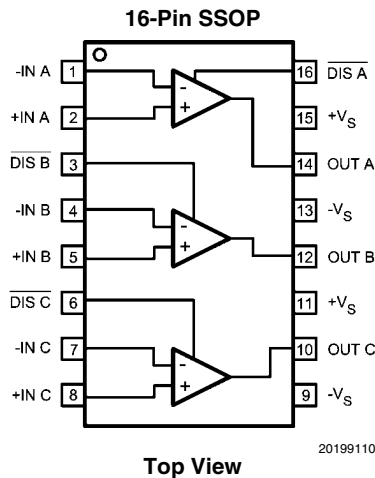 16-Pin SSOP
-IN A 1
+IN A 2
DIS B 3
-IN B 4
+IN B 5
DIS C 6
-IN C 7
+IN C 8
- +
- +
- +
16 DIS A
15 +VS
14 OUT A
13 -VS
12 OUT B
11 +VS
10 OUT C
9 -VS
20199110
Top View